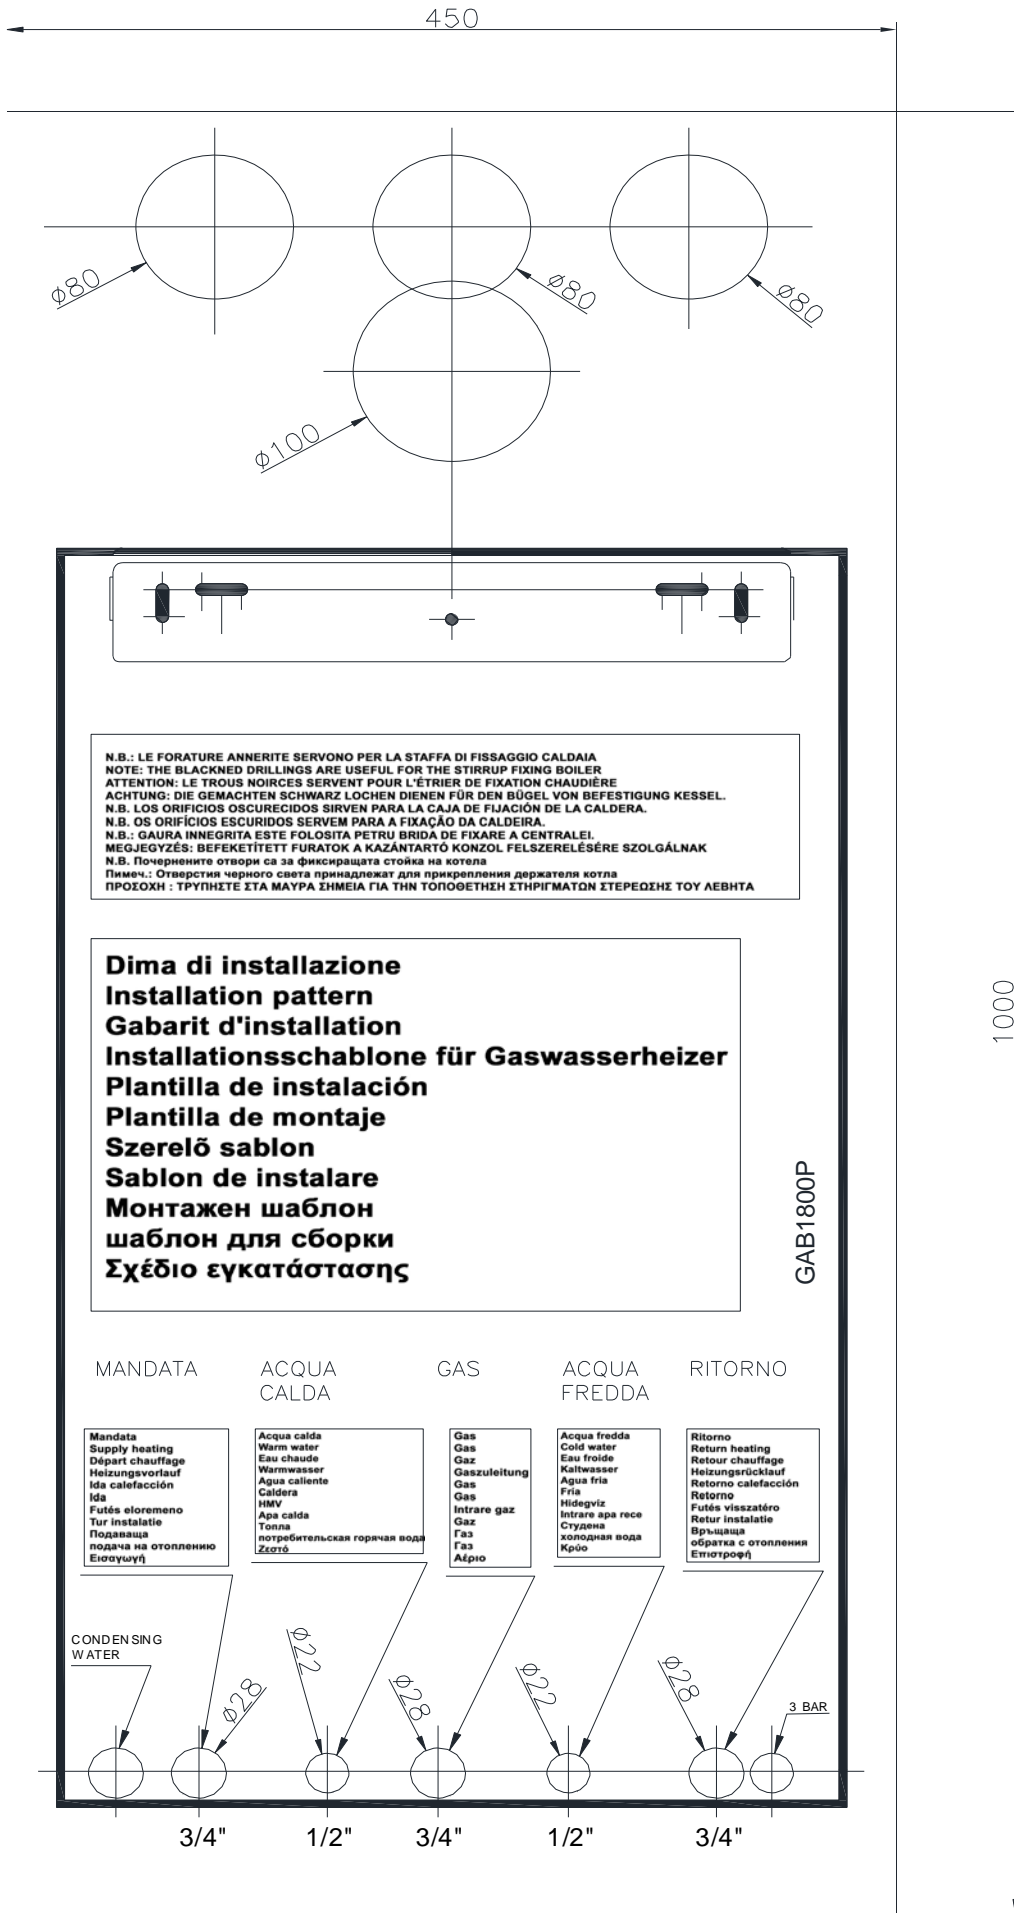 450
ø80
ø80
ø80
ø100
N.B.: LE FORATURE ANNERITE SERVONO PER LA STAFFA DI FISSAGGIO CALDAIA
NOTE: THE BLACKNED DRILLINGS ARE USEFUL FOR THE STIRRUP FIXING BOILER
ATTENTION: LE TROUS NOIRCES SERVENT POUR L'ÉTRIER DE FIXATION CHAUDIÈRE
ACHTUNG: DIE GEMACHTEN SCHWARZ LOCHEN DIENEN FÜR DEN BÜGEL VON BEFESTIGUNG KESSEL.
N.B. LOS ORIFICIOS OSCURECIDOS SIRVEN PARA LA CAJA DE FIJACIÓN DE LA CALDERA.
N.B. OS ORIFÍCIOS ESCURIDOS SERVEM PARA A FIXAÇÃO DA CALDEIRA.
N.B.: GAURA INNEGRITA ESTE FOLOSITA PETRU BRIDA DE FIXARE A CENTRALEI.
MEGJEGYZÉS: BEFEKETÍTETT FURATOK A KAZÁNTARTÓ KONZOL FELSZERELÉSÉRE SZOLGÁLNAK
N.B. Почернените отвори са за фиксиращата стойка на котела
Пимеч.: Отверстия черного света принадлежат для прикрепления держателя котла
ΠΡΟΣΟΧΗ : ΤΡΥΠΗΣΤΕ ΣΤΑ ΜΑΥΡΑ ΣΗΜΕΙΑ ΓΙΑ ΤΗΝ ΤΟΠΟΘΕΤΗΣΗ ΣΤΗΡΙΓΜΑΤΩΝ ΣΤΕΡΕΩΣΗΣ ΤΟΥ ΛΕΒΗΤΑ
Dima di installazione
Installation pattern
Gabarit d'installation
Installationsschablone für Gaswasserheizer
Plantilla de instalación
Plantilla de montaje
Szerelõ sablon
Sablon de instalare
Монтажен шаблон
шаблон для сборки
Σχέδιο εγκατάστασης
GAB1800P
1000
MANDATA
ACQUA
CALDA
GAS
ACQUA
FREDDA
RITORNO
Mandata
Supply heating
Départ chauffage
Heizungsvorlauf
Ida calefacción
Ida
Futés eloremeno
Tur instalatie
Подаваща
подача на отоплению
Εισαγωγή
Acqua calda
Warm water
Eau chaude
Warmwasser
Agua caliente
Caldera
HMV
Apa calda
Топла
потребительская горячая вода
Ζεστό
Gas
Gas
Gaz
Gaszuleitung
Gas
Gas
Intrare gaz
Gaz
Газ
Газ
Αέριο
Acqua fredda
Cold water
Eau froide
Kaltwasser
Agua fria
Fria
Hidegvíz
Intrare apa rece
Студена
холодная вода
Κρύο
Ritorno
Return heating
Retour chauffage
Heizungsrücklauf
Retorno calefacción
Retorno
Futés visszatéro
Retur instalatie
Връщаща
обратка с отопления
Επιστροφή
CONDENSING
WATER
ø28
ø22
ø28
ø22
ø28
3 BAR
3/4"
1/2"
3/4"
1/2"
3/4"